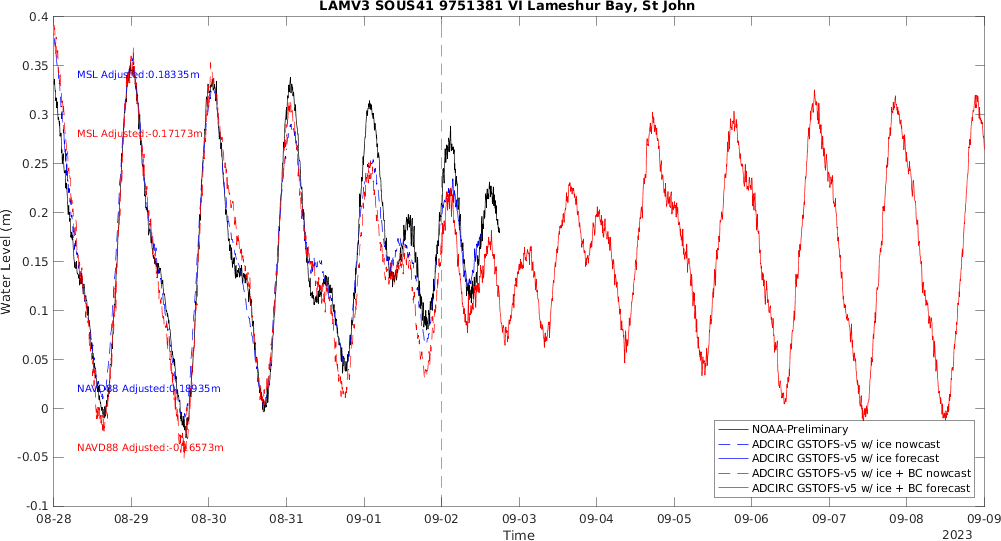 LAMV3 SOUS41 9751381 VI Lameshur Bay, St John
Water Level (m)
0.4
0.35
0.3
0.25
0.2
0.15
0.1
0.05
0
-0.05
-0.1
MSL Adjusted:0.18335m
MSL Adjusted:-0.17173m
NAVD88 Adjusted:0.18935m
NAVD88 Adjusted:-0.16573m
NOAA-Preliminary
ADCIRC GSTOFS-v5 w/ ice nowcast
ADCIRC GSTOFS-v5 w/ ice forecast
ADCIRC GSTOFS-v5 w/ ice + BC nowcast
ADCIRC GSTOFS-v5 w/ ice + BC forecast
08-28 08-29 08-30 08-31 09-01 09-02 09-03 09-04 09-05 09-06 09-07 09-08 09-09
Time
2023